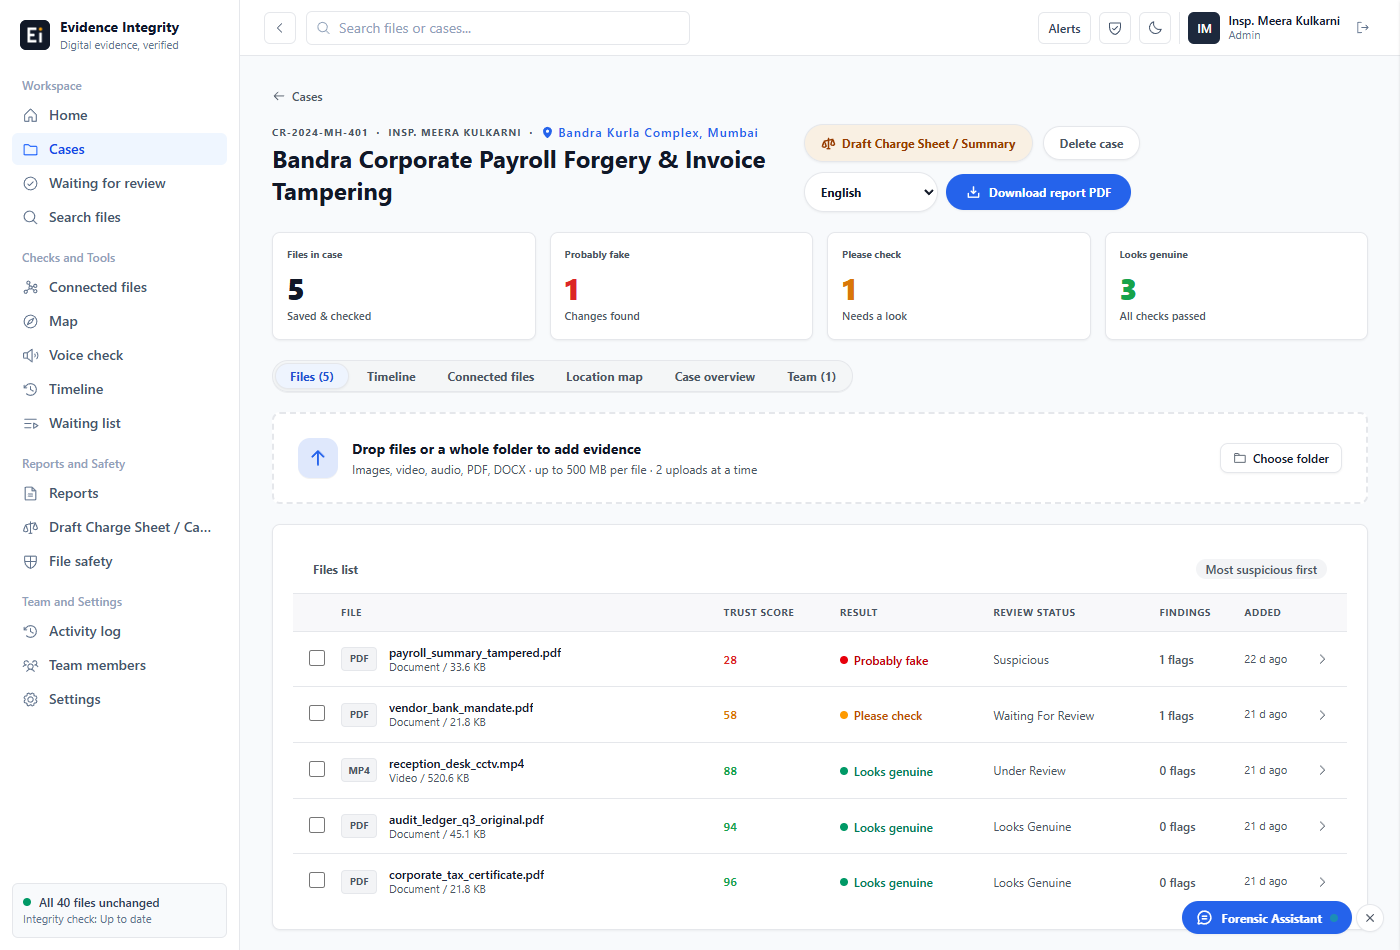 Ei
Evidence Integrity
Digital evidence, verified
Workspace
Home
Cases
Waiting for review
Search files
Checks and Tools
Connected files
Map
Voice check
Timeline
Waiting list
Reports and Safety
Reports
Draft Charge Sheet / Ca...
File safety
Team and Settings
Activity log
Team members
Settings
All 40 files unchanged
Integrity check: Up to date
Search files or cases...
Alerts
IM
Insp. Meera Kulkarni
Admin
Cases
CR-2024-MH-401 · INSP. MEERA KULKARNI · Bandra Kurla Complex, Mumbai
Bandra Corporate Payroll Forgery & Invoice
Tampering
Draft Charge Sheet / Summary
Delete case
English
Download report PDF
Files in case
5
Saved & checked
Probably fake
1
Changes found
Please check
1
Needs a look
Looks genuine
3
All checks passed
Files (5) Timeline Connected files Location map Case overview Team (1)
Drop files or a whole folder to add evidence
Images, video, audio, PDF, DOCX · up to 500 MB per file · 2 uploads at a time
Choose folder
Files list
Most suspicious first
FILE TRUST SCORE RESULT REVIEW STATUS FINDINGS ADDED
PDF payroll_summary_tampered.pdf 28 Probably fake Suspicious 1 flags 22 d ago
Document / 33.6 KB
PDF vendor_bank_mandate.pdf 58 Please check Waiting For Review 1 flags 21 d ago
Document / 21.8 KB
MP4 reception_desk_cctv.mp4 88 Looks genuine Under Review 0 flags 21 d ago
Video / 520.6 KB
PDF audit_ledger_q3_original.pdf 94 Looks genuine Looks Genuine 0 flags 21 d ago
Document / 45.1 KB
PDF corporate_tax_certificate.pdf 96 Looks genuine Looks Genuine 0 flags 21 d ago
Document / 21.8 KB
Forensic Assistant